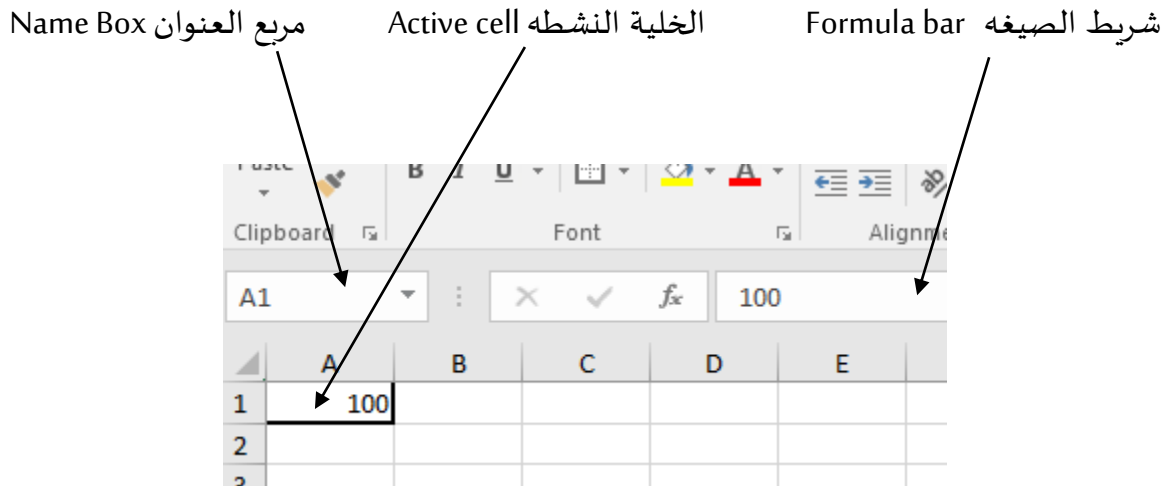 شريط الصيغه Formula bar
الخلية النشطه Active cell
مربع العنوان Name Box
B I U A ab
Clipboard Font
A1 fx 100
A B C D E
1 100
2